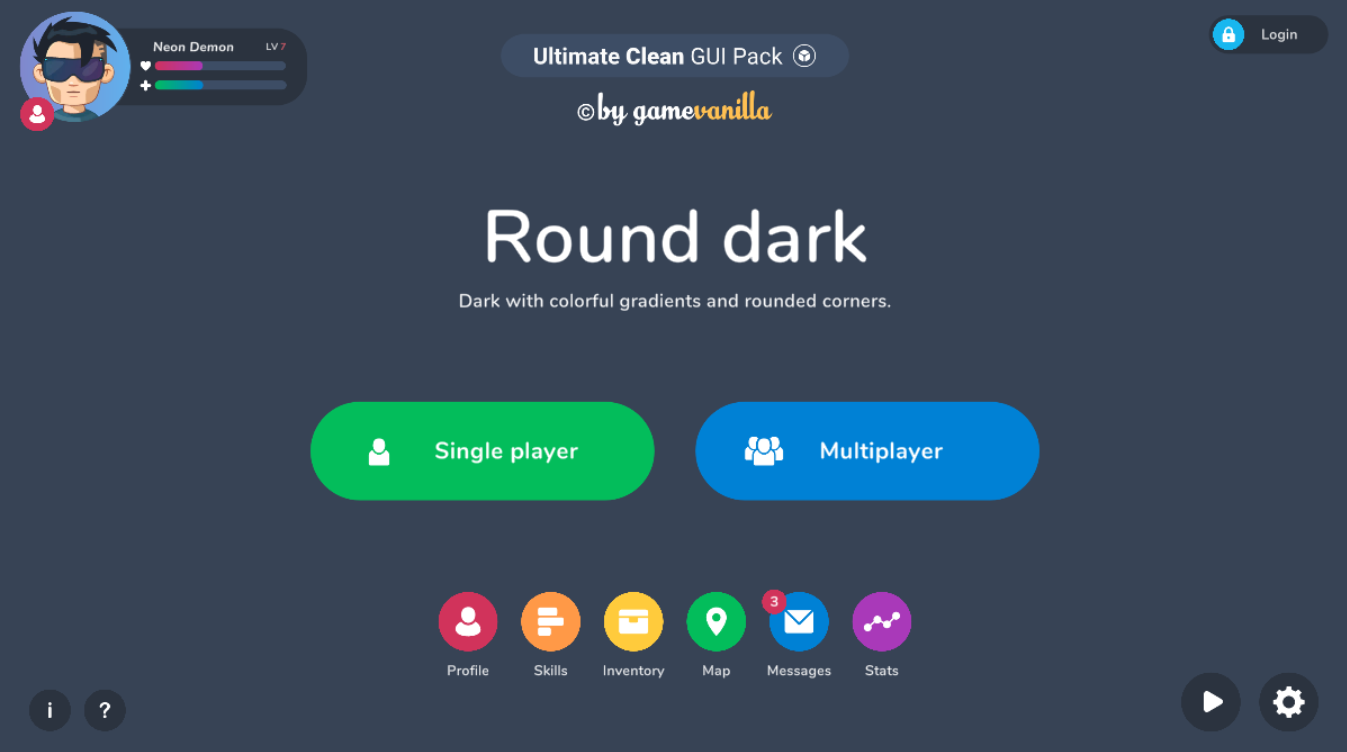 Neon Demon LV 7
Ultimate Clean GUI Pack
Login
©by gamevanilla
Round dark
Dark with colorful gradients and rounded corners.
Single player
Multiplayer
3
Profile
Skills
Inventory
Map
Messages
Stats
i
?